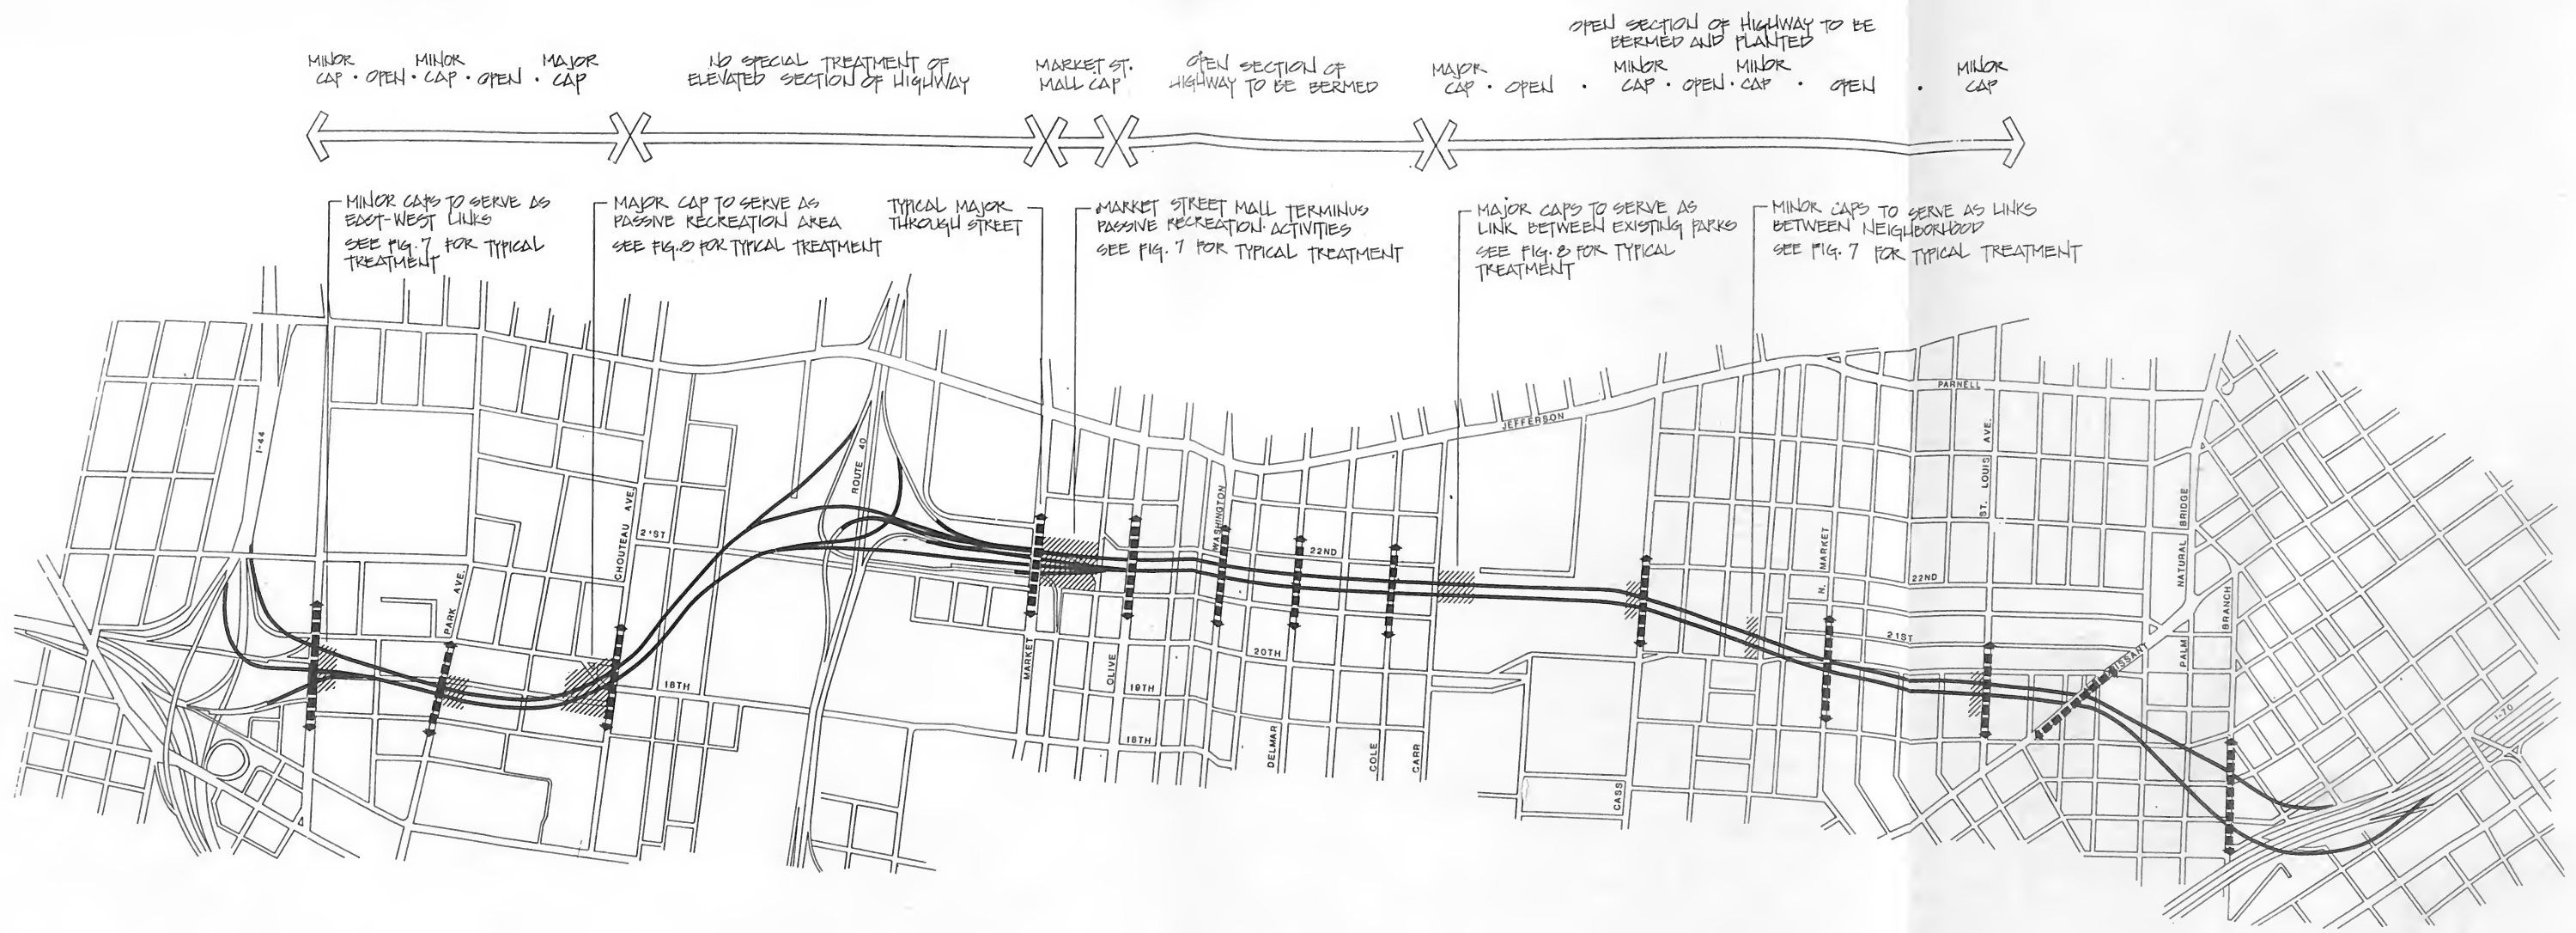 MINOR
CAP · OPEN ·
MINOR
CAP · OPEN ·
MAJOR
CAP
NO SPECIAL TREATMENT OF
ELEVATED SECTION OF HIGHWAY
MARKET ST.
MALL CAP
OPEN SECTION OF
HIGHWAY TO BE BERMED
OPEN SECTION OF HIGHWAY TO BE
BERMED AND PLANTED
MAJOR
CAP · OPEN ·
MINOR
CAP · OPEN ·
MINOR
CAP · OPEN ·
MINOR
CAP
MINOR CAPS TO SERVE AS
EAST-WEST LINKS
SEE FIG. 7 FOR TYPICAL
TREATMENT
MAJOR CAP TO SERVE AS
PASSIVE RECREATION AREA
SEE FIG. 8 FOR TYPICAL TREATMENT
TYPICAL MAJOR
THROUGH STREET
MARKET STREET MALL TERMINUS
PASSIVE RECREATION ACTIVITIES
SEE FIG. 7 FOR TYPICAL TREATMENT
MAJOR CAPS TO SERVE AS
LINK BETWEEN EXISTING PARKS
SEE FIG. 8 FOR TYPICAL
TREATMENT
MINOR CAPS TO SERVE AS LINKS
BETWEEN NEIGHBORHOOD
SEE FIG. 7 FOR TYPICAL TREATMENT
I-44
PARK AVE.
CHOUTEAU AVE.
21ST
18TH
ROUTE 40
MARKET
OLIVE
19TH
18TH
WASHINGTON
20TH
DELMAR
22ND
COLE
CARR
JEFFERSON
CASS
N. MARKET
21ST
22ND
PARNELL
ST. LOUIS AVE.
NATURAL BRIDGE
PALM
BRANCH
I-70